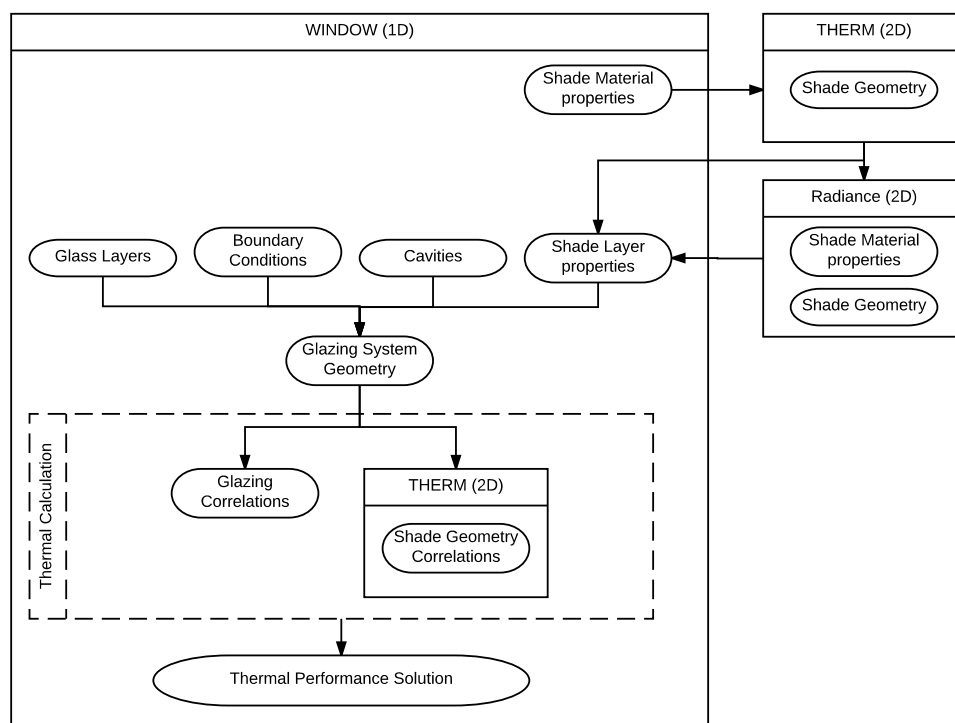 WINDOW (1D)
THERM (2D)
Shade Material
properties
Shade Geometry
Radiance (2D)
Shade Material
properties
Shade Geometry
Glass Layers
Boundary
Conditions
Cavities
Shade Layer
properties
Glazing System
Geometry
Thermal Calculation
Glazing
Correlations
THERM (2D)
Shade Geometry
Correlations
Thermal Performance Solution